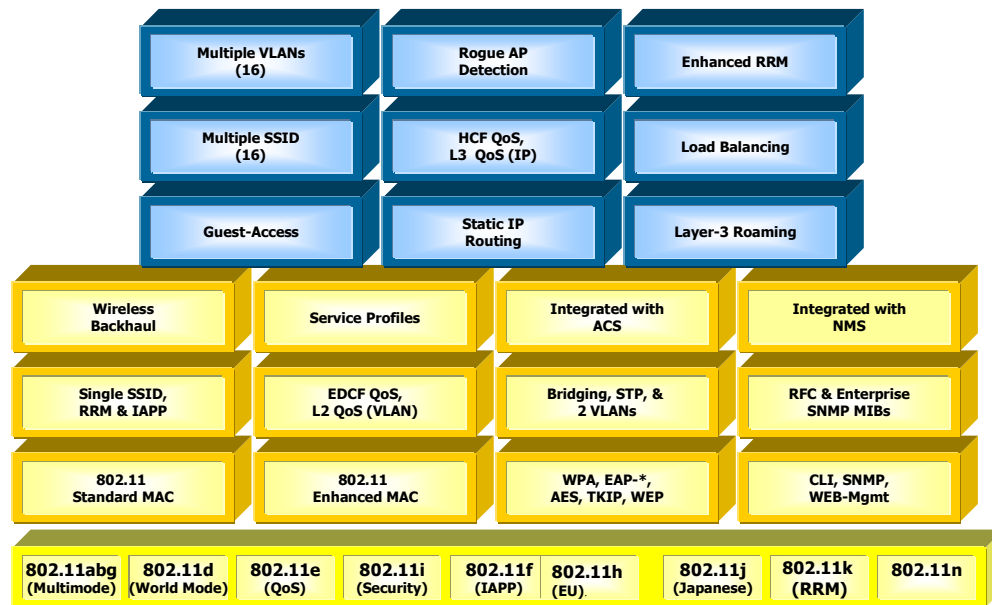 Multiple VLANs
(16)
Rogue AP
Detection
Enhanced RRM
Multiple SSID
(16)
HCF QoS,
L3 QoS (IP)
Load Balancing
Guest-Access
Static IP
Routing
Layer-3 Roaming
Wireless
Backhaul
Service Profiles
Integrated with
ACS
Integrated with
NMS
Single SSID,
RRM & IAPP
EDCF QoS,
L2 QoS (VLAN)
Bridging, STP, &
2 VLANs
RFC & Enterprise
SNMP MIBs
802.11
Standard MAC
802.11
Enhanced MAC
WPA, EAP-*,
AES, TKIP, WEP
CLI, SNMP,
WEB-Mgmt
802.11abg
(Multimode)
802.11d
(World Mode)
802.11e
(QoS)
802.11i
(Security)
802.11f
(IAPP)
802.11h
(EU).
802.11j
(Japanese)
802.11k
(RRM)
802.11n